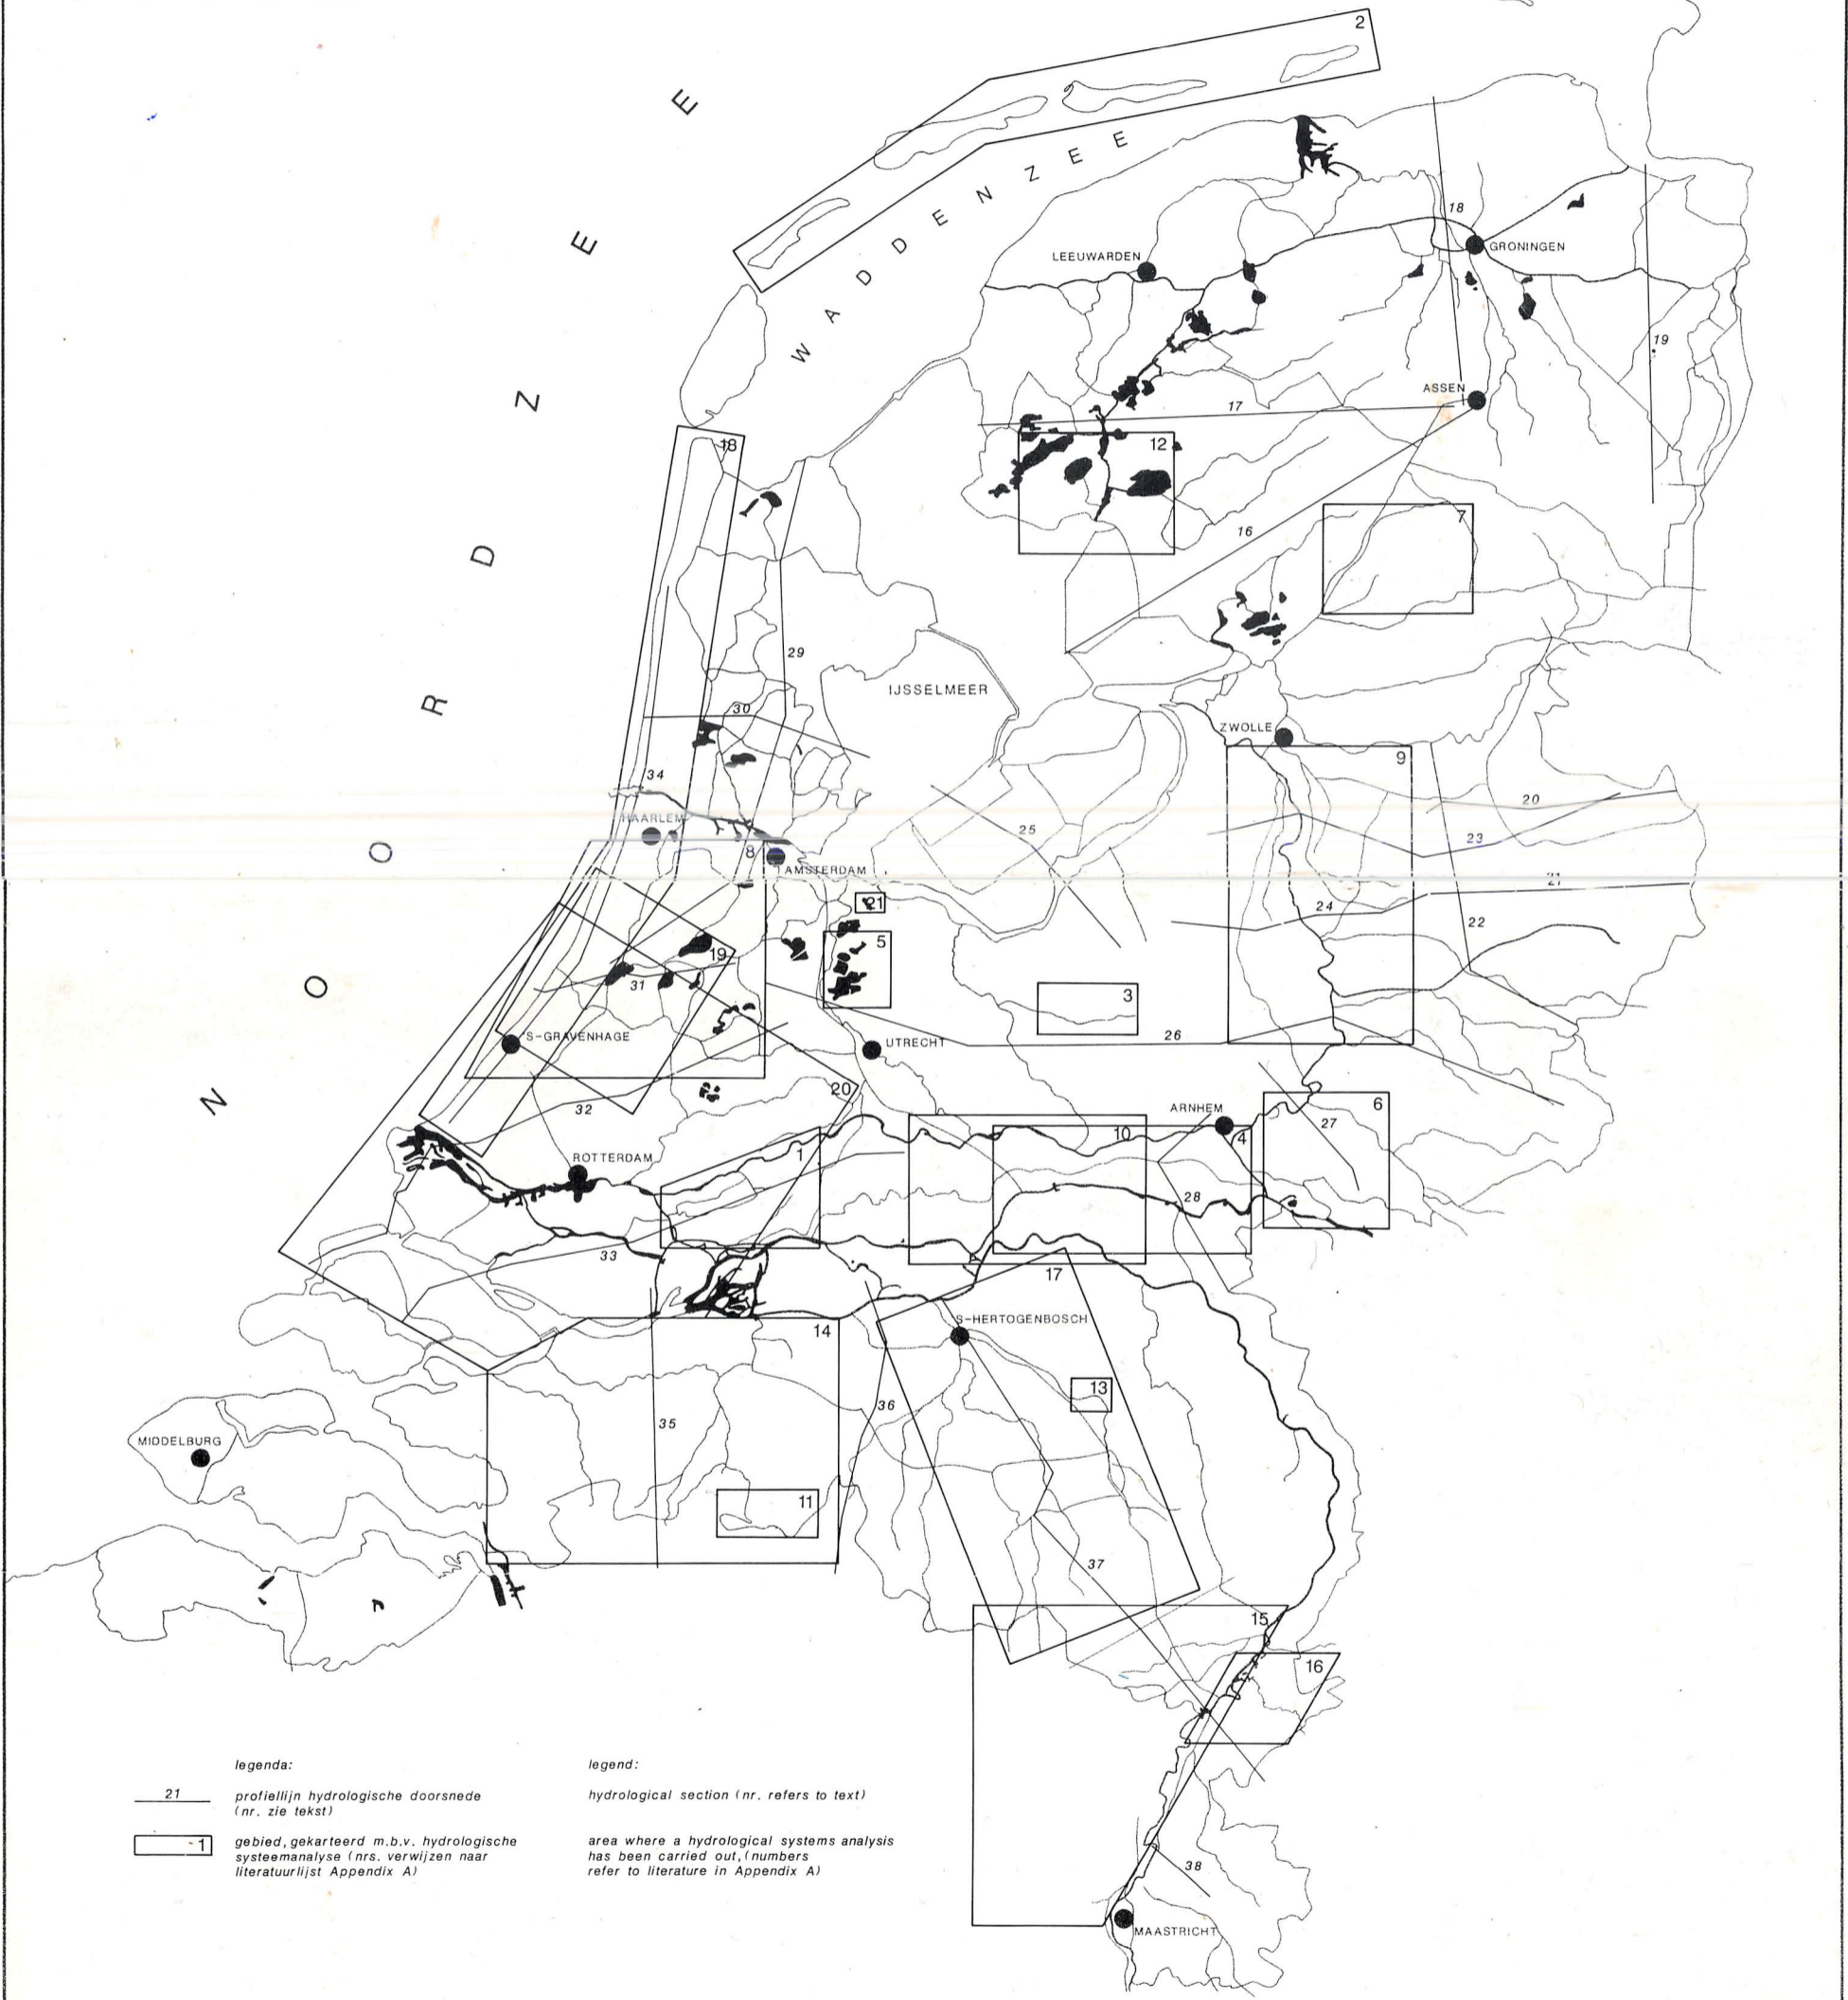 2
NOORDZEE
WADDENZEE
18
GRONINGEN
LEEUWARDEN
19
ASSEN
17
12
18
16
7
29
IJSSELMEER
30
ZWOLLE
9
34
20
HAARLEM
25
23
8
AMSTERDAM
21
21
24
22
5
19
31
3
'S-GRAVENHAGE
UTRECHT
26
20
32
ARNHEM
6
27
10
4
ROTTERDAM
1
28
33
17
14
'S-HERTOGENBOSCH
13
36
35
MIDDELBURG
11
37
15
16
38
MAASTRICHT
legenda:
21 profiellijn hydrologische doorsnede
(nr. zie tekst)
1 gebied, gekarteerd m.b.v. hydrologische
systeemanalyse (nrs. verwijzen naar
literatuurlijst Appendix A)
legend:
hydrological section (nr. refers to text)
area where a hydrological systems analysis
has been carried out, (numbers
refer to literature in Appendix A)